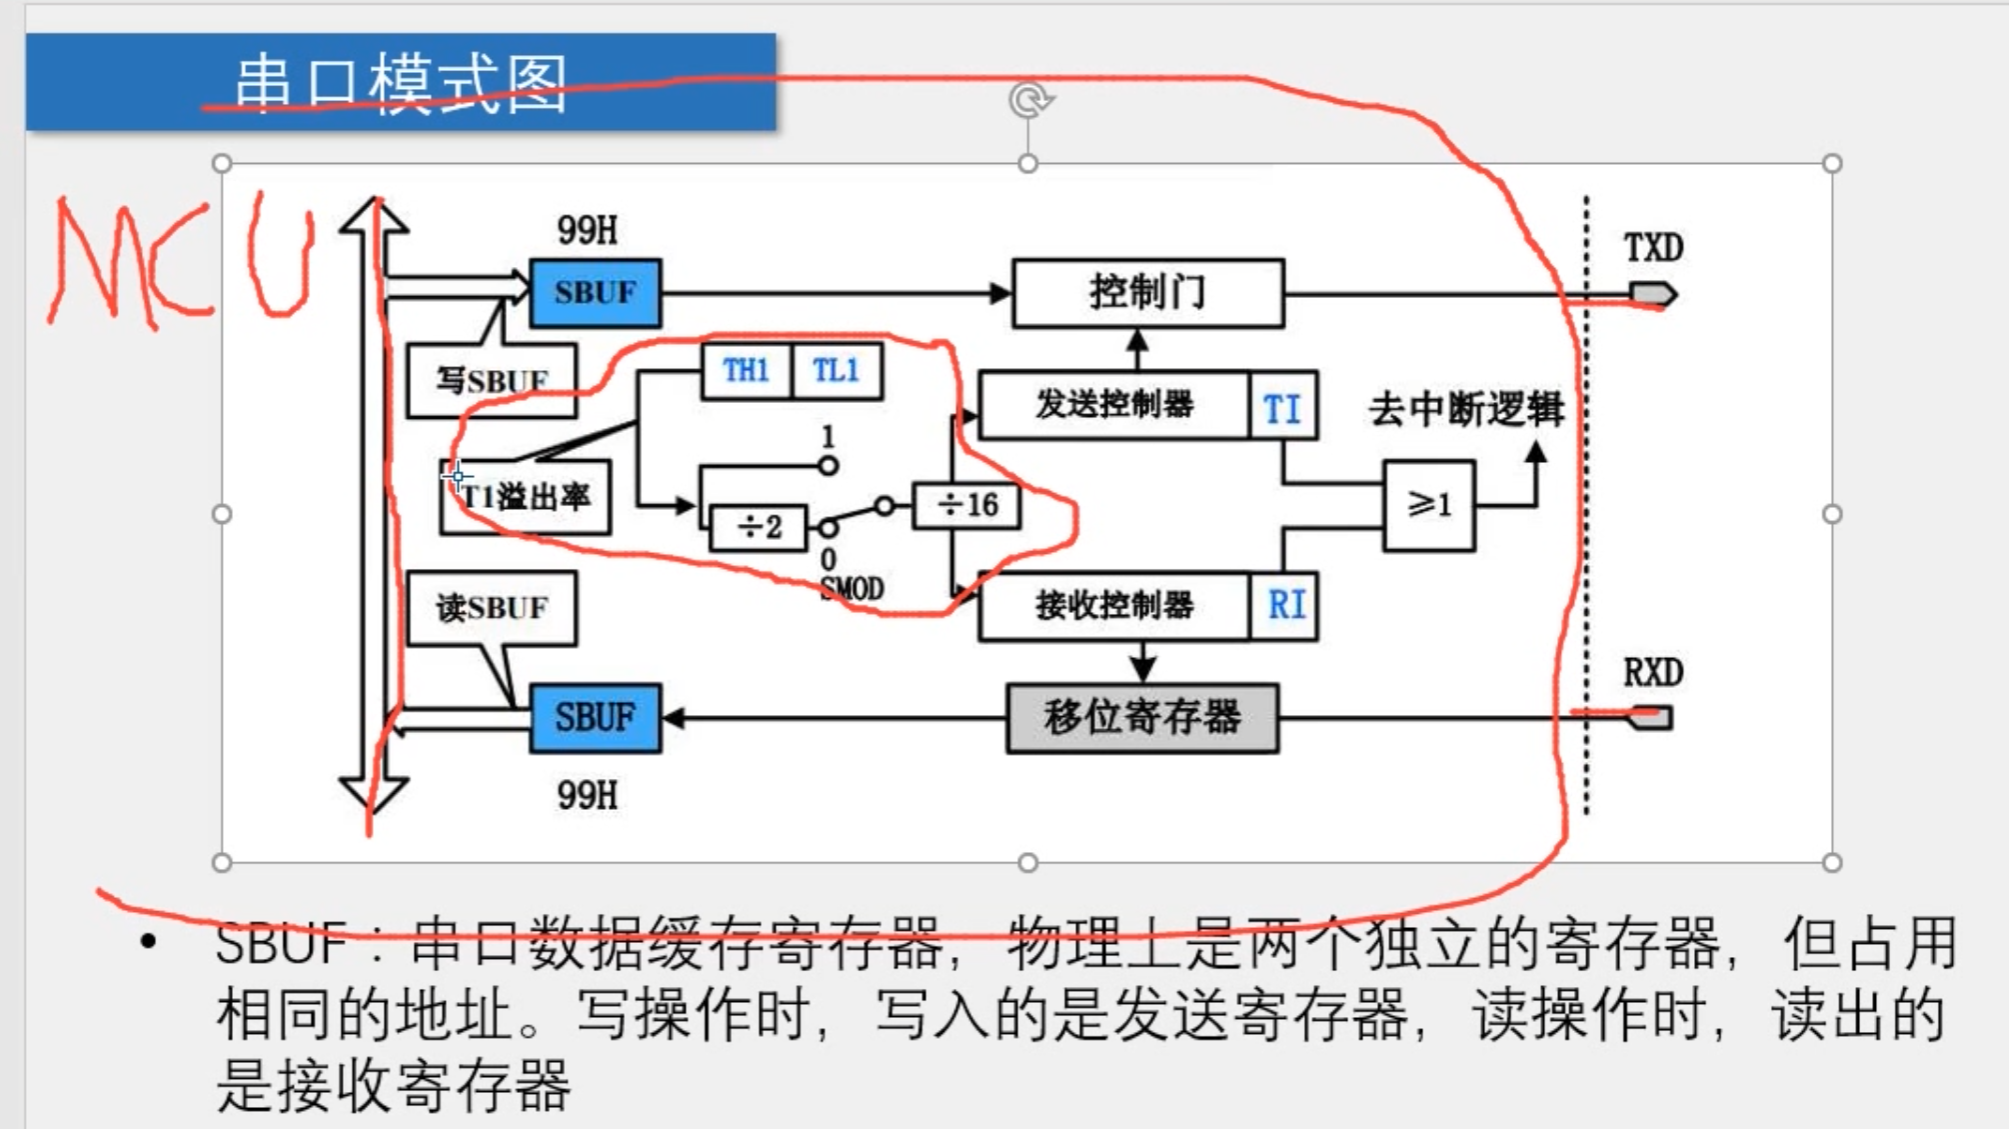 串口模式图
MCU
99H
TXD
SBUF
控制门
写SBUF
TH1
TL1
发送控制器
TI
去中断逻辑
1
T1溢出率
÷2
÷16
≥1
0
SMOD
读SBUF
接收控制器
RI
RXD
SBUF
移位寄存器
99H
• SBUF：串口数据缓存寄存器，物理上是两个独立的寄存器，但占用
相同的地址。写操作时，写入的是发送寄存器，读操作时，读出的
是接收寄存器